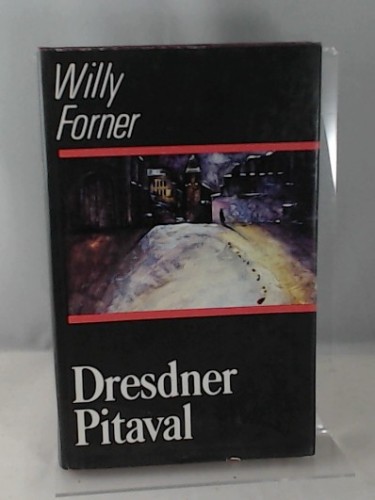 Willy
Forner
Dresdner
Pitaval